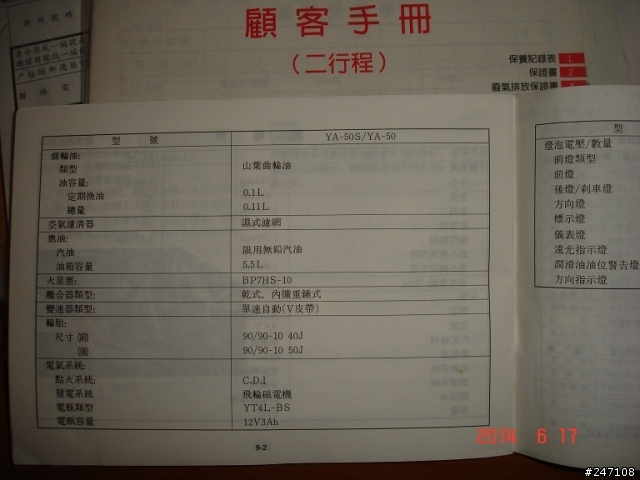 顧客手冊
(二行程)
保養記錄表 1
保證書 2
廢氣排放保證書
型 號 YA-50S/YA-50
齒輪油:
類型 山葉齒輪油
油容量:
定期換油 0.1L
總量 0.11L
空氣濾清器 濕式濾網
燃油:
汽油 限用無鉛汽油
油箱容量 5.5L
火星塞: BP7HS-10
離合器類型: 乾式，內擴重錘式
變速器類型: 單速自動(V皮帶)
輪胎:
尺寸(前) 90/90-10 40J
(後) 90/90-10 50J
電氣系統:
點火系統: C.D.I
發電系統 飛輪磁電機
電瓶類型 YT4L-BS
電瓶容量 12V3Ah
9-2
型
燈泡電壓/數量
前燈類型
前燈
後燈/剎車燈
方向燈
標示燈
儀表燈
遠光指示燈
潤滑油油位警告燈
方向指示燈
2014 6 17
#247108